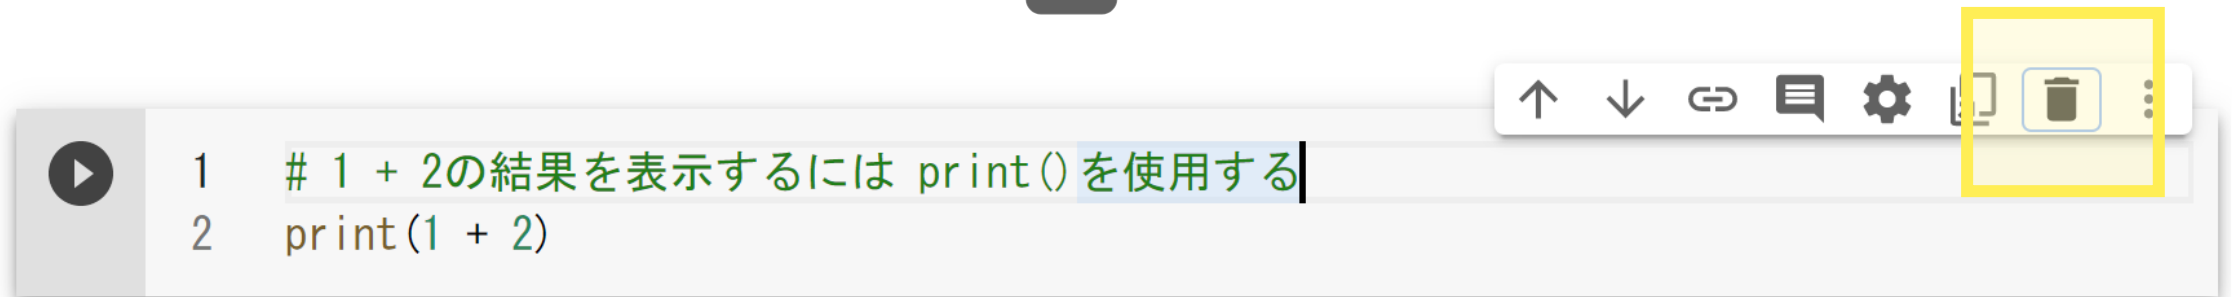 1 # 1 + 2の結果を表示するには print()を使用する
2 print(1 + 2)